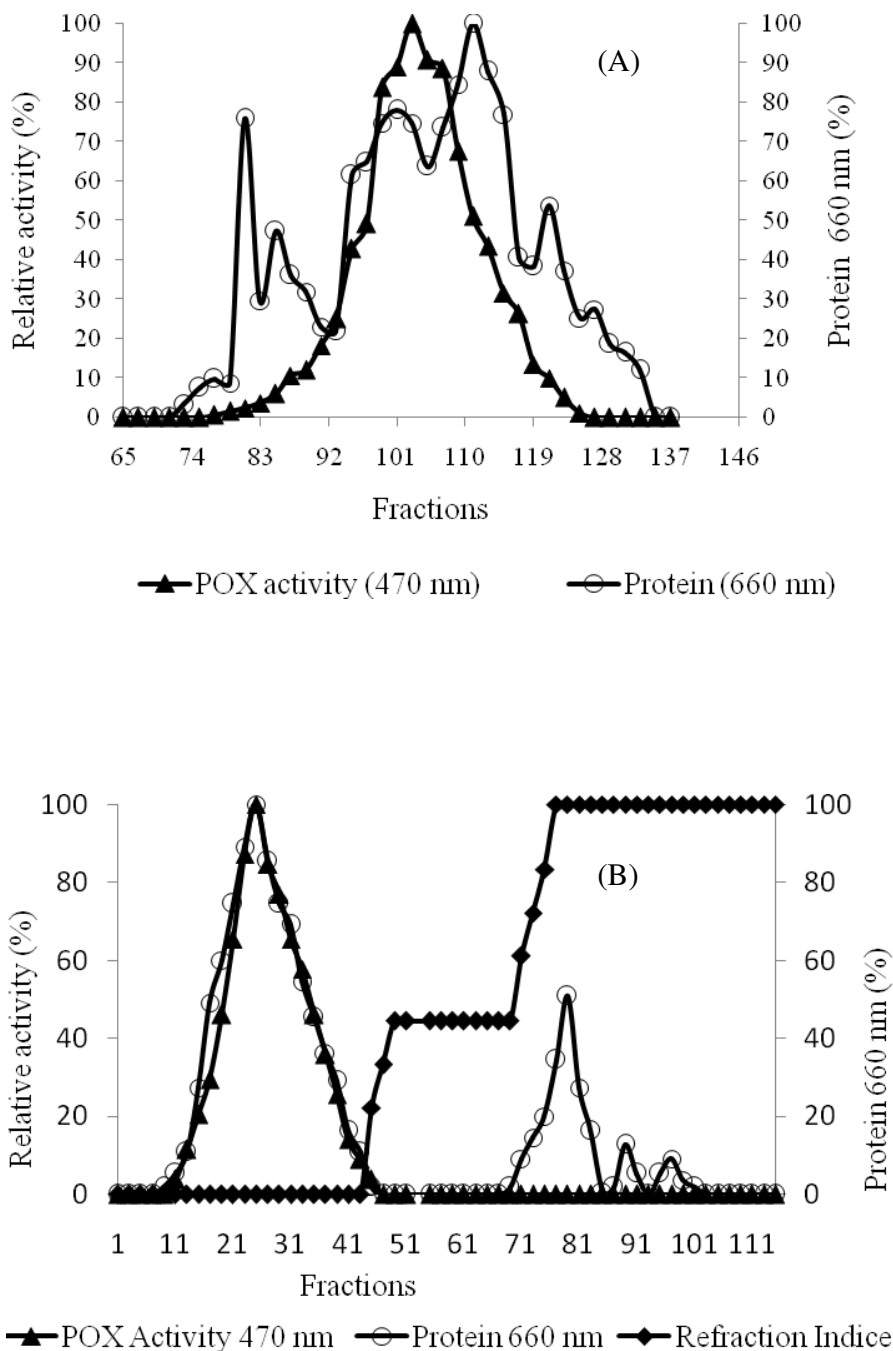 100 100
90 (A) 90
80 80
70 70
60 60
50 50
40 40
30 30
20 20
10 10
0 0
Relative activity (%)
Protein 660 nm (%)
65 74 83 92 101 110 119 128 137 146
Fractions
POX activity (470 nm) Protein (660 nm)
100 100
80 (B) 80
60 60
40 40
20 20
0 0
Relative activity (%)
Protein 660 nm (%)
1 11 21 31 41 51 61 71 81 91 101 111
Fractions
POX Activity 470 nm Protein 660 nm Refraction Indice